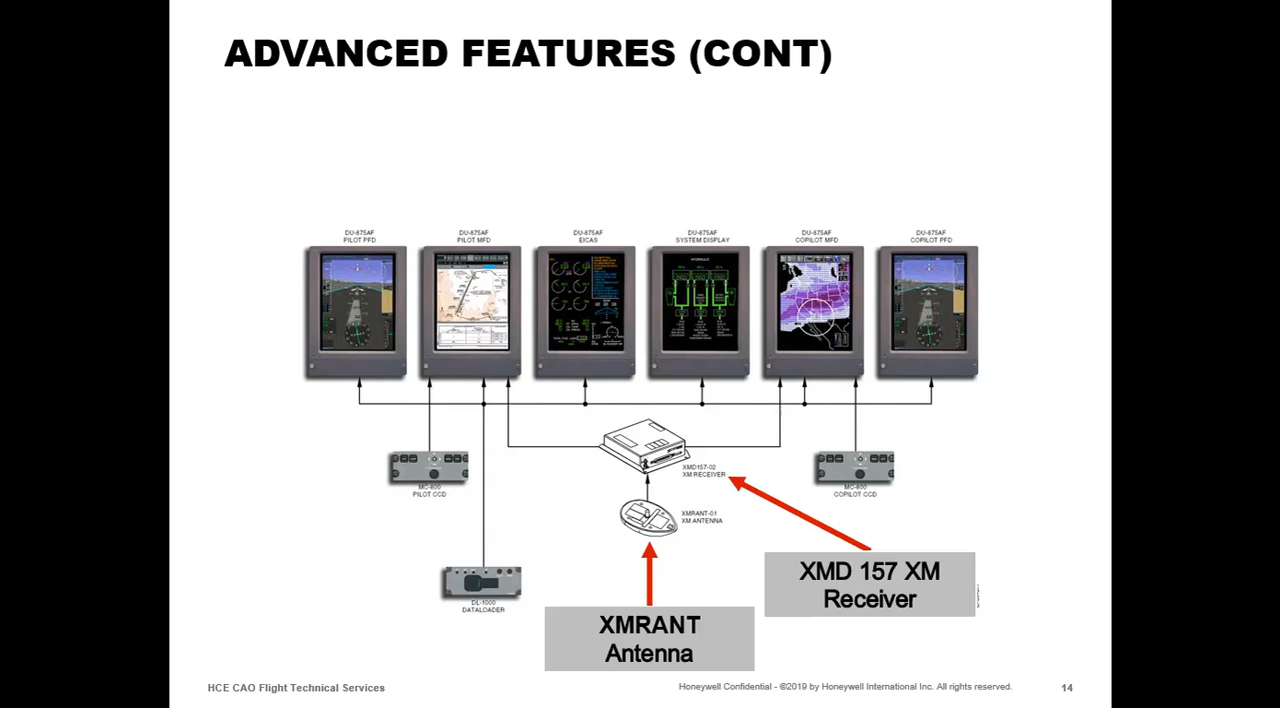 ADVANCED FEATURES (CONT)
DU-875AF
PILOT PFD
DU-875AF
PILOT MFD
DU-875AF
EICAS
DU-875AF
SYSTEM DISPLAY
DU-875AF
COPILOT MFD
DU-875AF
COPILOT PFD
HYDRAULIC
XMD157-02
XM RECEIVER
MC-800
PILOT CCD
MC-800
COPILOT CCD
XMRANT-01
XM ANTENNA
XMD 157 XM
Receiver
DL-1000
DATALOADER
XMRANT
Antenna
HCE CAO Flight Technical Services
Honeywell Confidential - ©2019 by Honeywell International Inc. All rights reserved.
14